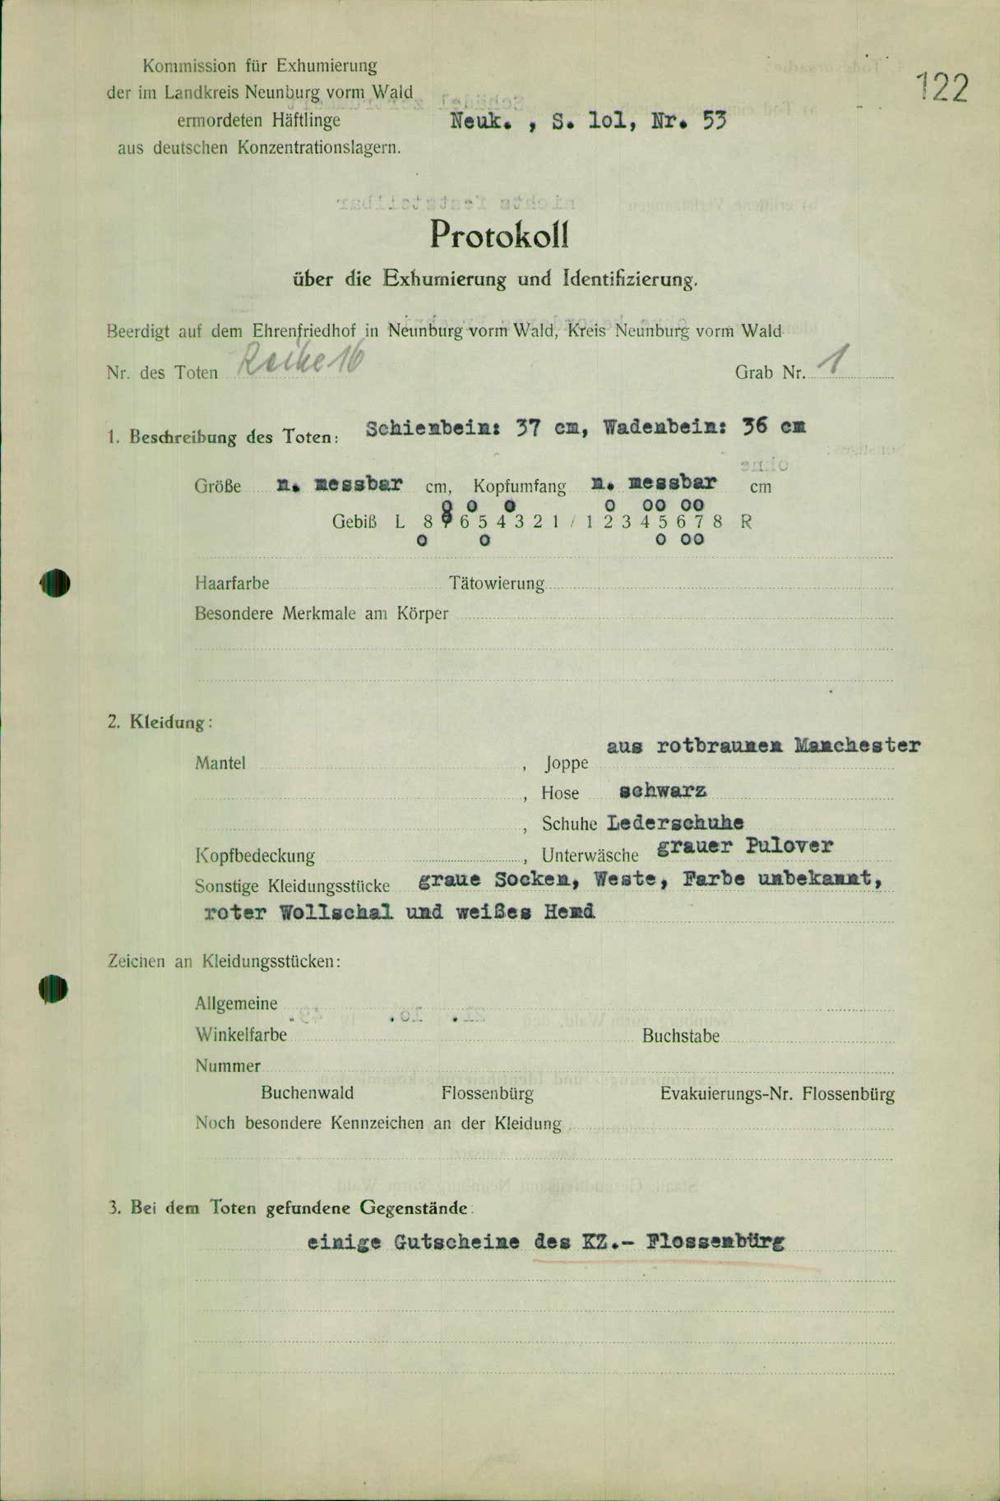 Kommission für Exhumierung
der im Landkreis Neunburg vorm Wald
ermordeten Häftlinge
aus deutschen Konzentrationslagern.
Neuk. , S. lol, Nr. 53
122
Protokoll
über die Exhumierung und Identifizierung.
Beerdigt auf dem Ehrenfriedhof in Neunburg vorm Wald, Kreis Neunburg vorm Wald
Nr. des Toten Reihe 16 Grab Nr. 1
1. Beschreibung des Toten: Schienbein: 37 cm, Wadenbein: 36 cm
Größe n. messbar cm, Kopfumfang n. messbar cm
o o o o oo oo
Gebiß L 8 7 6 5 4 3 2 1 / 1 2 3 4 5 6 7 8 R
o o o oo
Haarfarbe Tätowierung
Besondere Merkmale am Körper
2. Kleidung:
Mantel , Joppe aus rotbraunen Manchester
, Hose schwarz
, Schuhe Lederschuhe
Kopfbedeckung , Unterwäsche grauer Pulover
Sonstige Kleidungsstücke graue Socken, Weste, Farbe unbekannt,
roter Wollschal und weißes Hemd
Zeichen an Kleidungsstücken:
Allgemeine
Winkelfarbe Buchstabe
Nummer
Buchenwald Flossenbürg Evakuierungs-Nr. Flossenbürg
Noch besondere Kennzeichen an der Kleidung
3. Bei dem Toten gefundene Gegenstände:
einige Gutscheine des KZ.- Flossenbürg